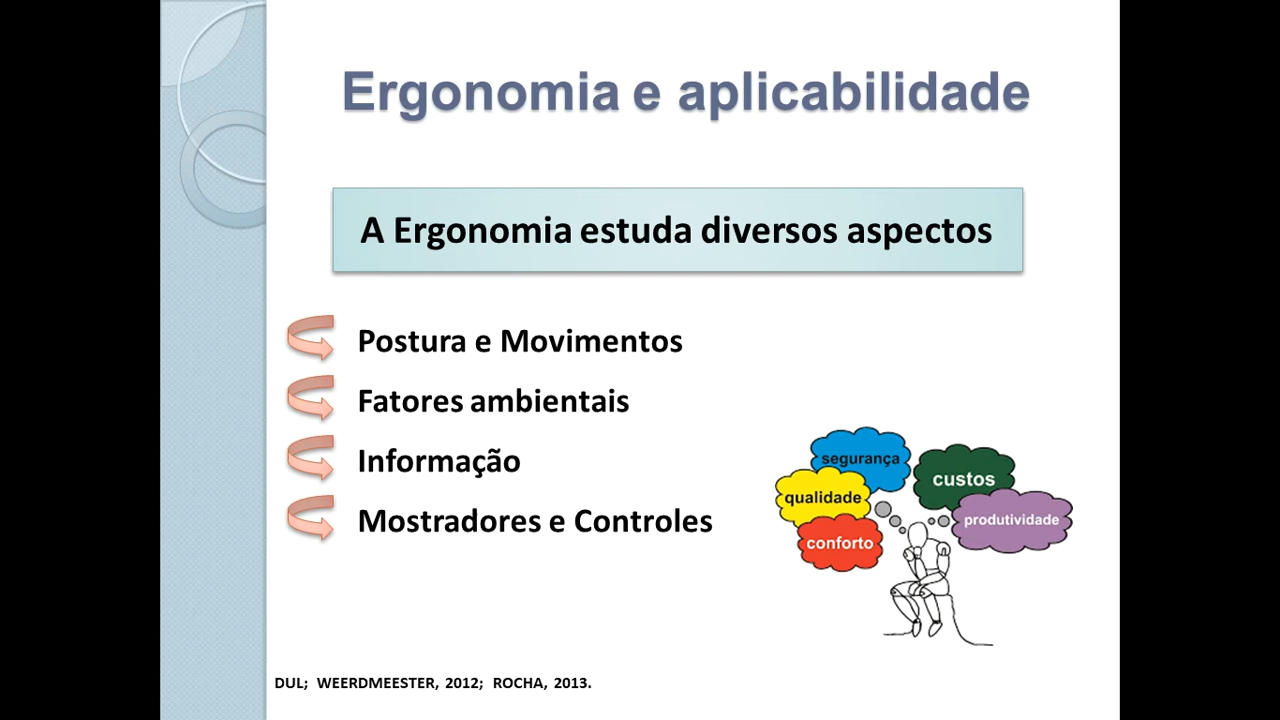 Ergonomia e aplicabilidade
A Ergonomia estuda diversos aspectos
Postura e Movimentos
Fatores ambientais
Informação
Mostradores e Controles
segurança
custos
qualidade
produtividade
conforto
DUL; WEERDMEESTER, 2012; ROCHA, 2013.